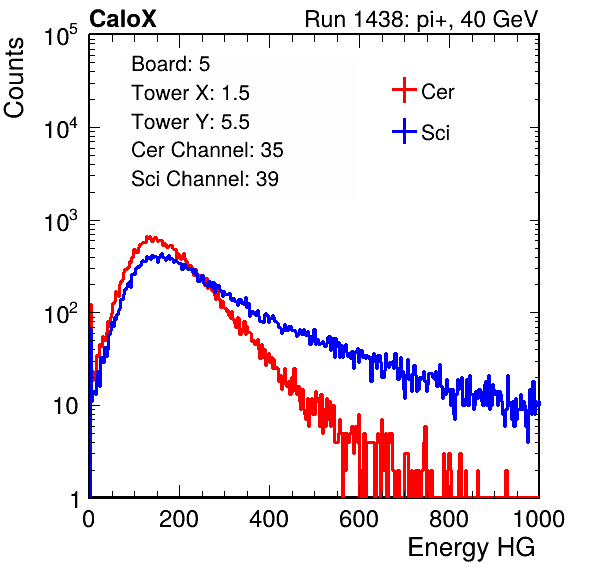 CaloX Run 1438: pi+, 40 GeV
Counts
Board: 5
Tower X: 1.5
Tower Y: 5.5
Cer Channel: 35
Sci Channel: 39
Cer
Sci
10^5
10^4
10^3
10^2
10
1
0 200 400 600 800 1000
Energy HG